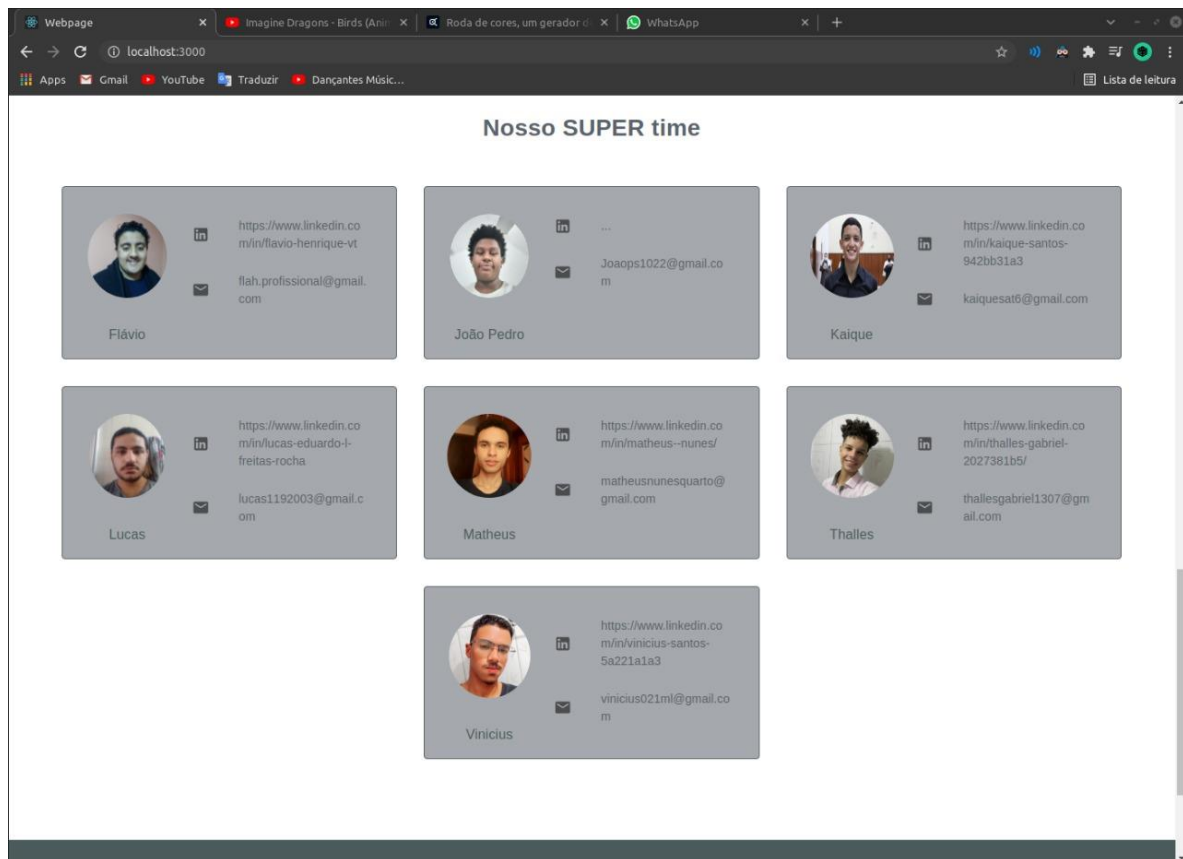 Webpage
Imagine Dragons - Birds (Anim
Roda de cores, um gerador d
WhatsApp
localhost:3000
Apps
Gmail
YouTube
Traduzir
Dançantes Músic...
Lista de leitura
Nosso SUPER time
https://www.linkedin.co
m/in/flavio-henrique-vt
flah.profissional@gmail.
com
Flávio
...
Joaops1022@gmail.co
m
João Pedro
https://www.linkedin.co
m/in/kaique-santos-
942bb31a3
kaiquesat6@gmail.com
Kaique
https://www.linkedin.co
m/in/lucas-eduardo-l-
freitas-rocha
lucas1192003@gmail.c
om
Lucas
https://www.linkedin.co
m/in/matheus--nunes/
matheusnunesquarto@
gmail.com
Matheus
https://www.linkedin.co
m/in/thalles-gabriel-
2027381b5/
thallesgabriel1307@gm
ail.com
Thalles
https://www.linkedin.co
m/in/vinicius-santos-
5a221a1a3
vinicius021ml@gmail.co
m
Vinicius